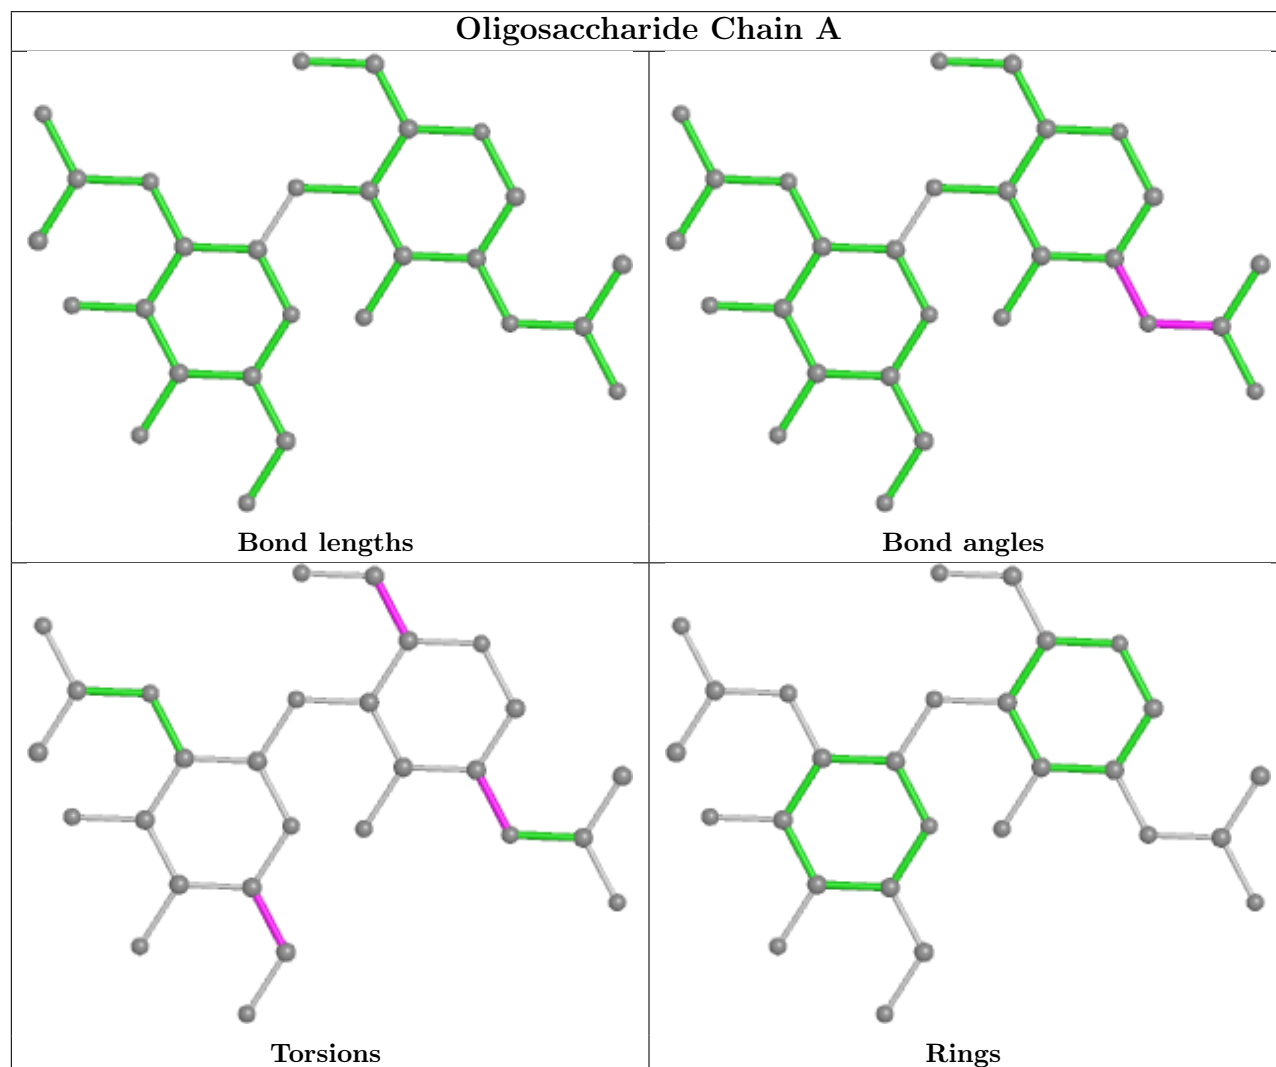 Oligosaccharide Chain A
Bond lengths
Bond angles
Torsions
Rings